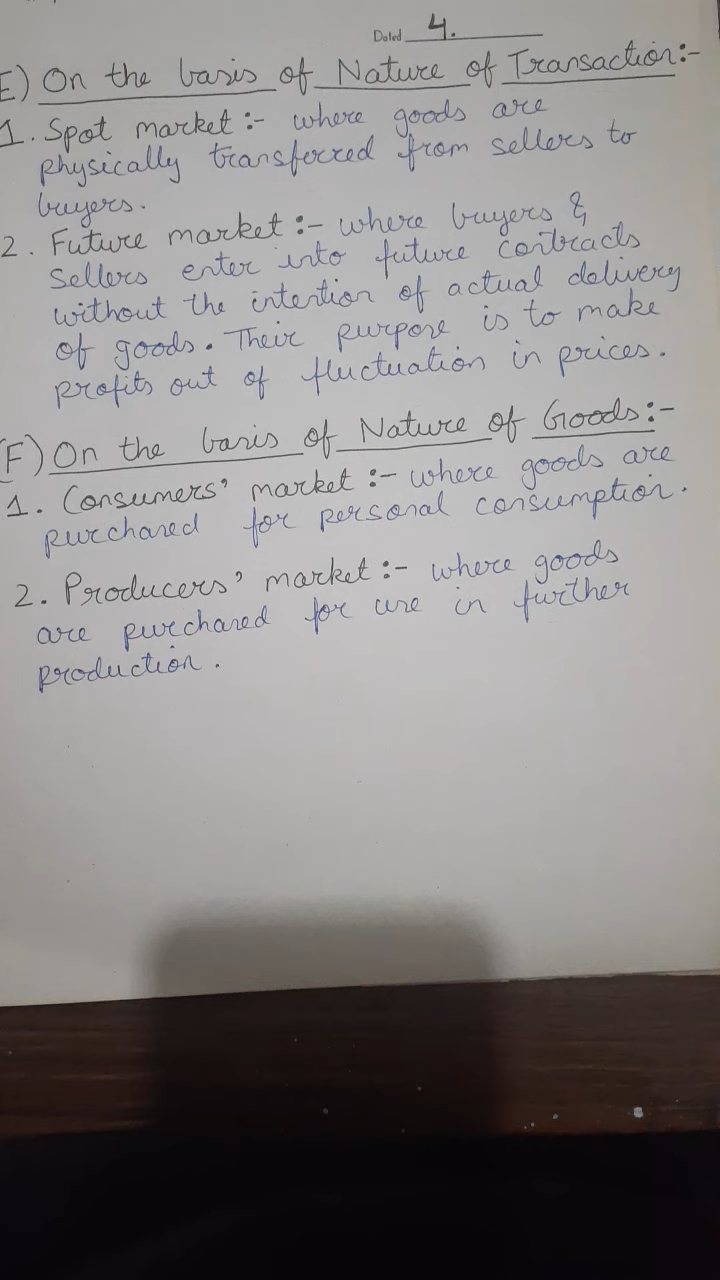 Dated 4.
E) On the basis of Nature of Transaction:-
1. Spot market :- where goods are
physically transferred from sellers to
buyers.
2. Future market :- where buyers &
sellers enter into future contracts
without the intention of actual delivery
of goods. Their purpose is to make
profits out of fluctuation in prices.
(F) On the basis of Nature of Goods:-
1. Consumers' market :- where goods are
purchased for personal consumption.
2. Producers' market :- where goods
are purchased for use in further
production.